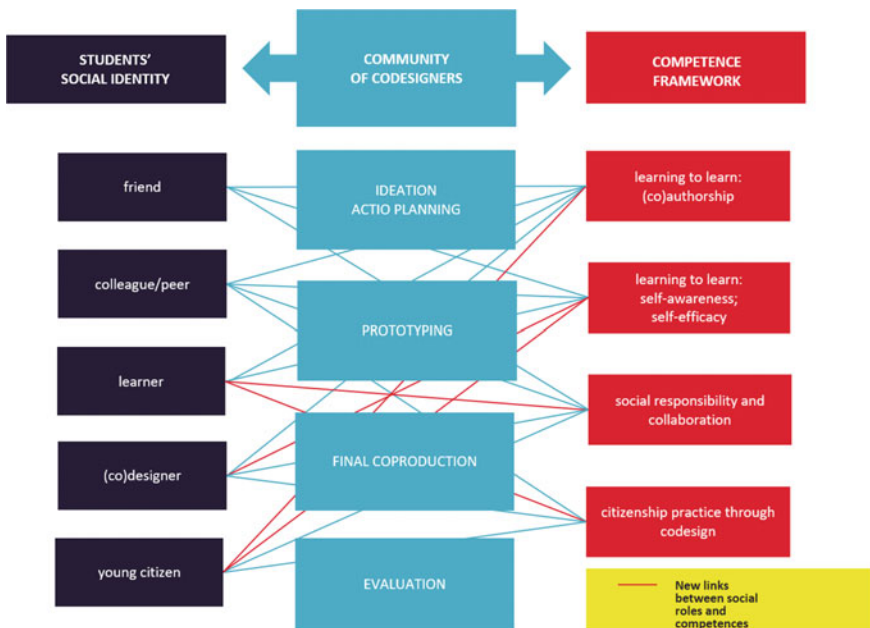 STUDENTS'
SOCIAL IDENTITY
COMMUNITY
OF CODESIGNERS
COMPETENCE
FRAMEWORK
friend
IDEATION
ACTIO PLANNING
learning to learn:
(co)authorship
colleague/peer
PROTOTYPING
learning to learn:
self-awareness;
self-efficacy
learner
social responsibility and
collaboration
(co)designer
FINAL COPRODUCTION
citizenship practice through
codesign
young citizen
EVALUATION
New links
between social
roles and
competences